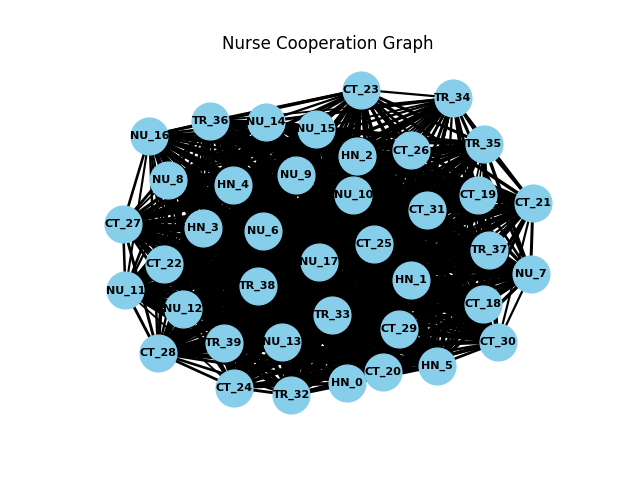 Nurse Cooperation Graph
CT_23
TR_34
TR_36
NU_14
NU_15
NU_16
TR_35
CT_26
HN_2
NU_9
NU_8
HN_4
NU_10
CT_19
CT_21
CT_31
CT_27
HN_3
NU_6
CT_25
TR_37
CT_22
NU_17
NU_7
HN_1
NU_11
TR_38
CT_18
NU_12
TR_33
CT_29
TR_39
NU_13
CT_30
CT_28
HN_5
CT_20
HN_0
CT_24
TR_32